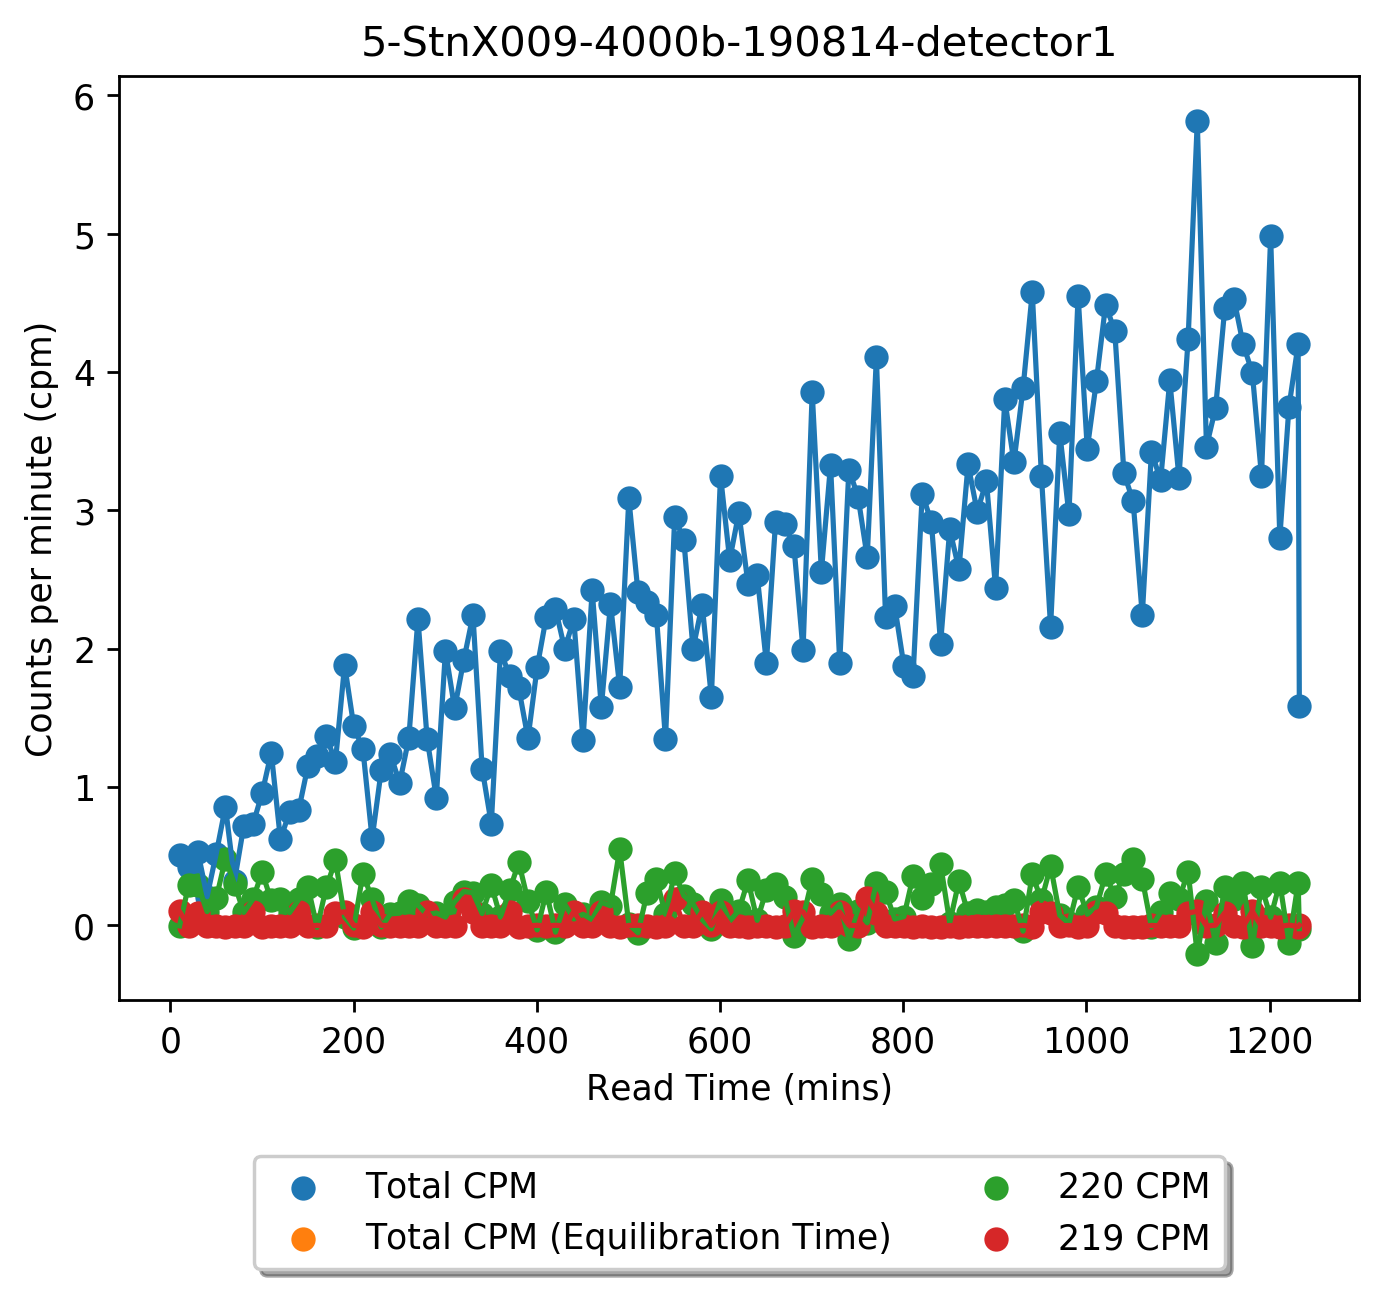 5-StnX009-4000b-190814-detector1
6
5
4
3
2
1
0
Counts per minute (cpm)
0 200 400 600 800 1000 1200
Read Time (mins)
Total CPM
Total CPM (Equilibration Time)
220 CPM
219 CPM